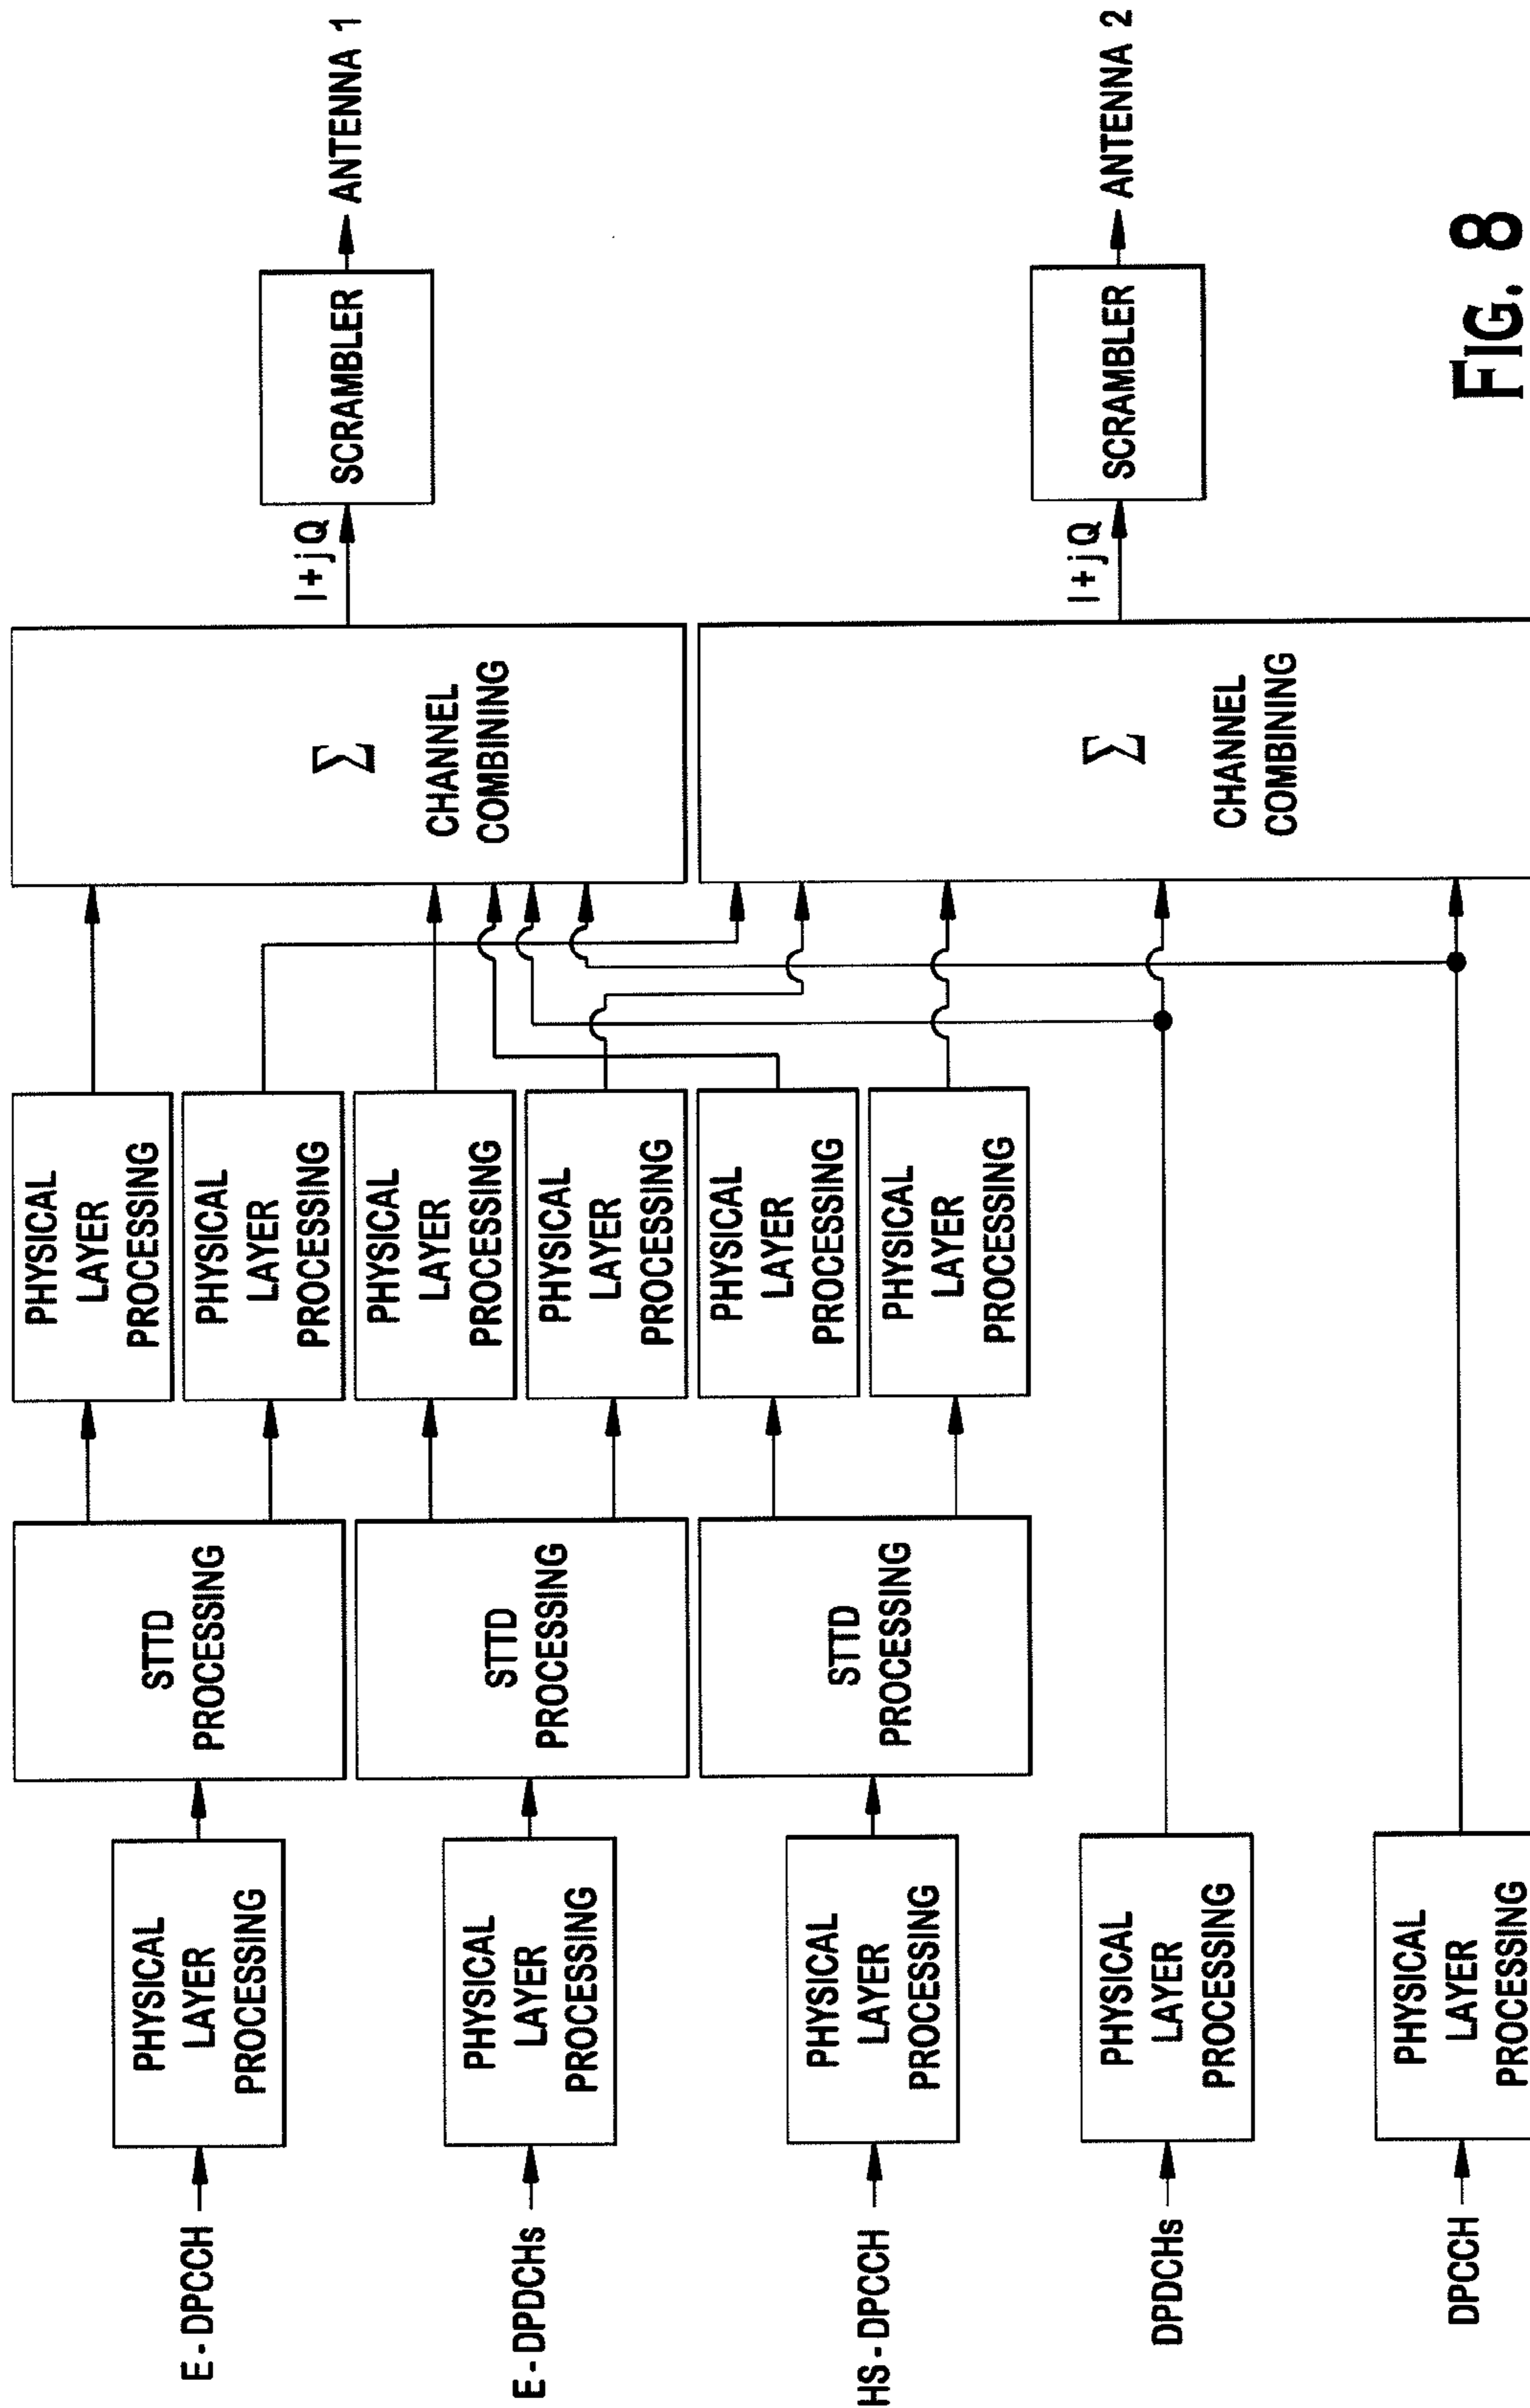 E-DPCCH
PHYSICAL
LAYER
PROCESSING
E-DPDCHs
PHYSICAL
LAYER
PROCESSING
HS-DPCCH
PHYSICAL
LAYER
PROCESSING
DPDCHs
PHYSICAL
LAYER
PROCESSING
DPCCH
PHYSICAL
LAYER
PROCESSING
STTD
PROCESSING
STTD
PROCESSING
STTD
PROCESSING
PHYSICAL
LAYER
PROCESSING
PHYSICAL
LAYER
PROCESSING
PHYSICAL
LAYER
PROCESSING
PHYSICAL
LAYER
PROCESSING
PHYSICAL
LAYER
PROCESSING
PHYSICAL
LAYER
PROCESSING
Σ
CHANNEL
COMBINING
Σ
CHANNEL
COMBINING
I+jQ
SCRAMBLER
ANTENNA 1
I+jQ
SCRAMBLER
ANTENNA 2
FIG. 8